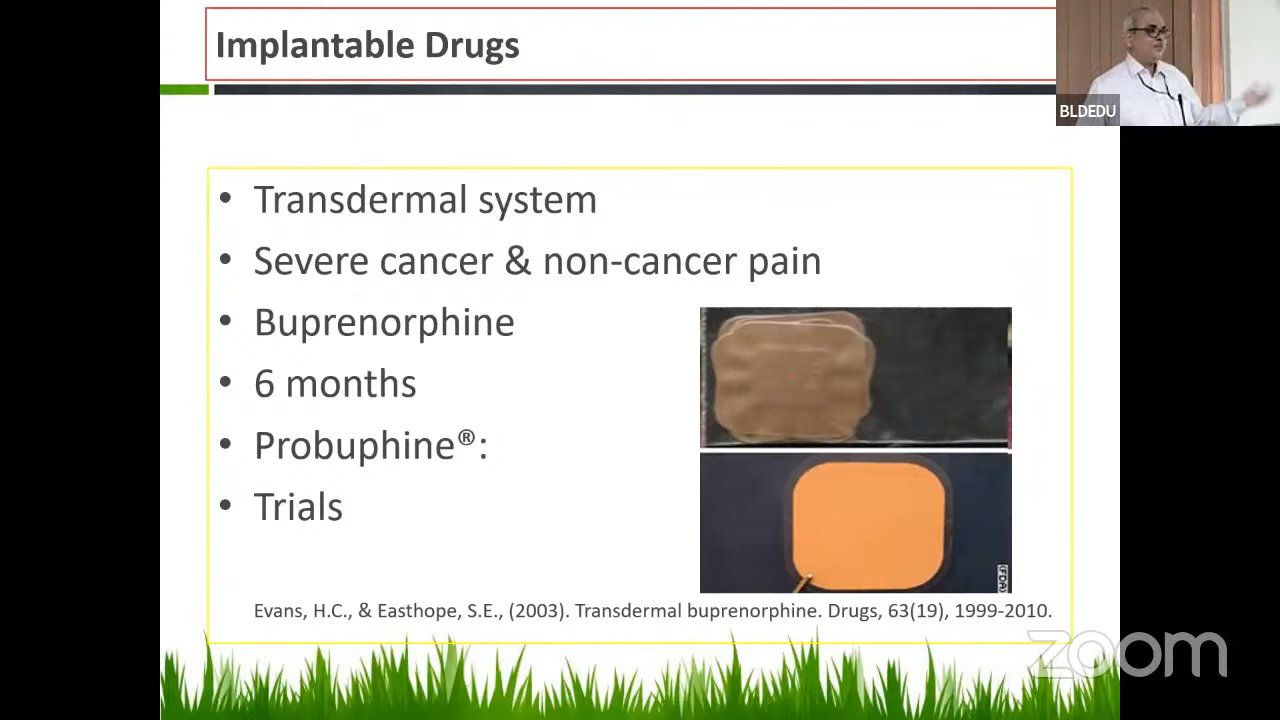 Implantable Drugs
BLDEDU
• Transdermal system
• Severe cancer & non-cancer pain
• Buprenorphine
• 6 months
• Probuphine®:
• Trials
Evans, H.C., & Easthope, S.E., (2003). Transdermal buprenorphine. Drugs, 63(19), 1999-2010.
zoom